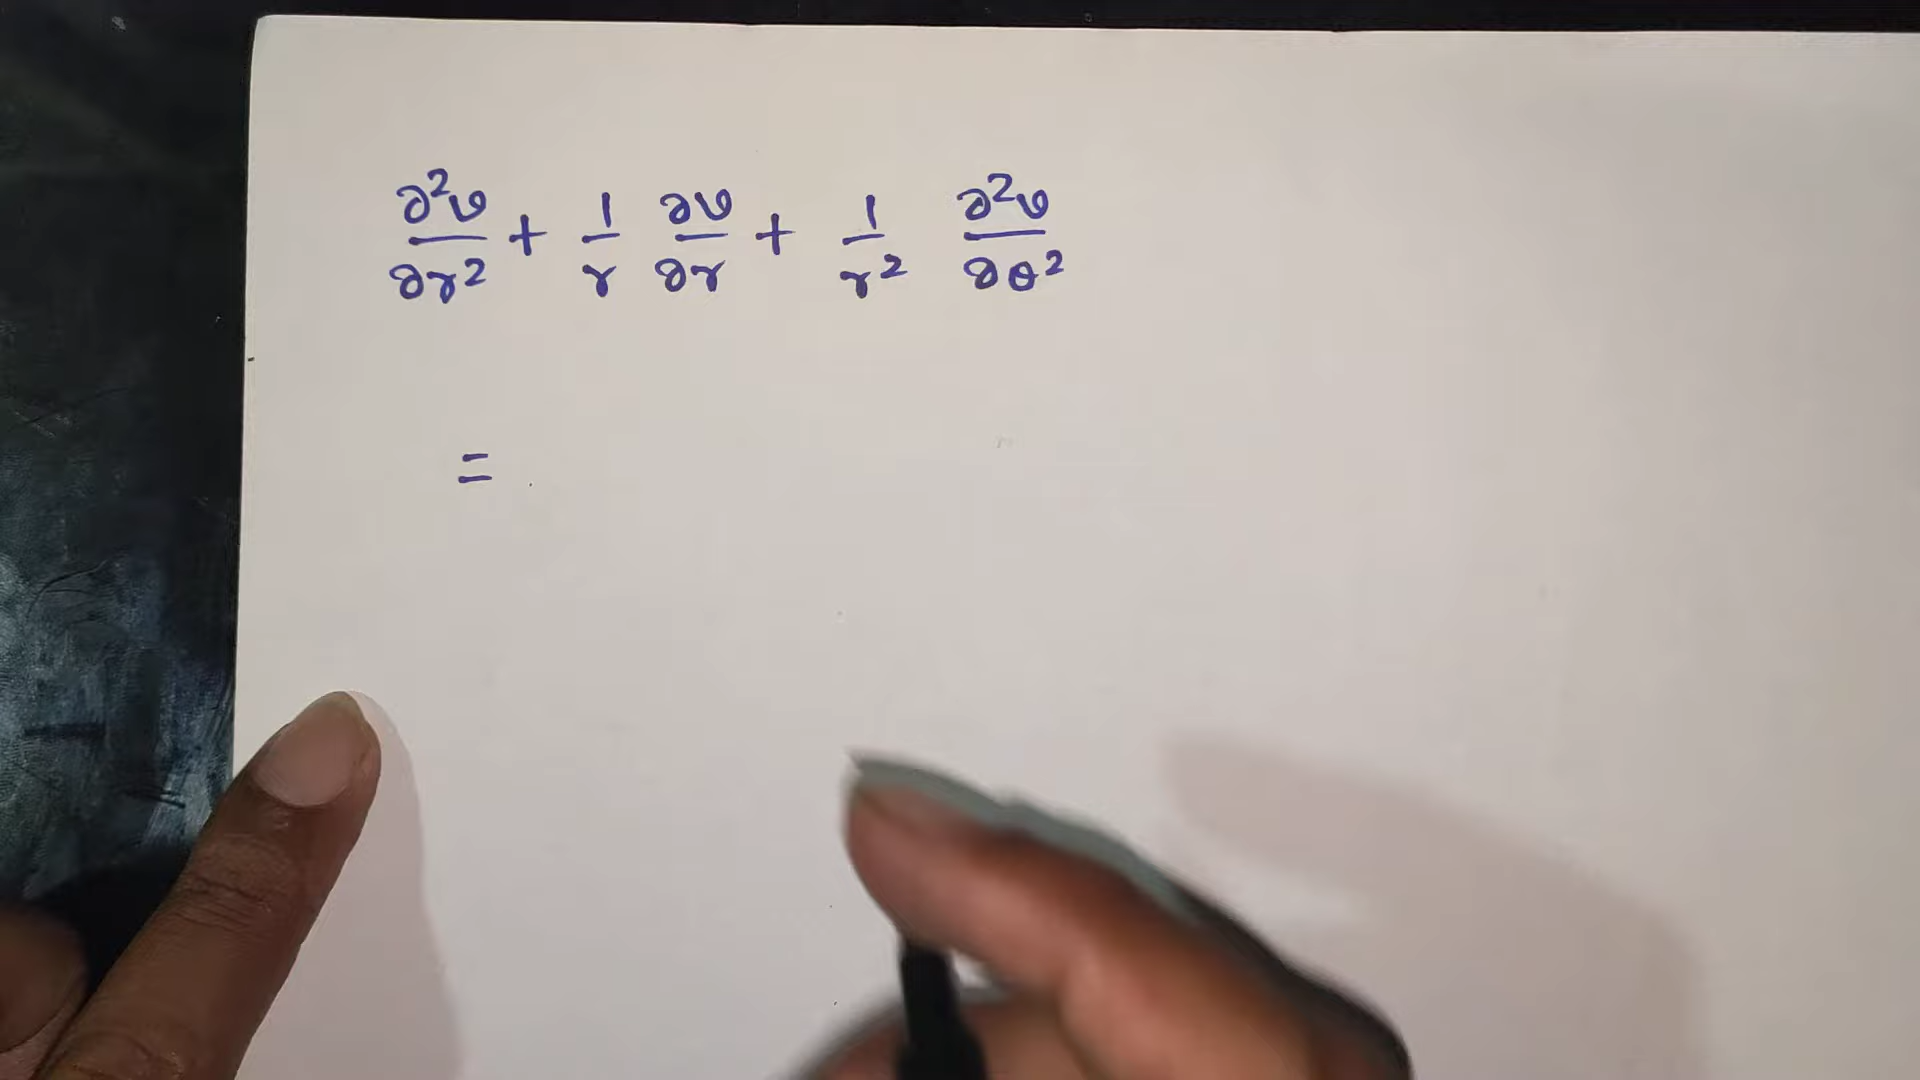 ∂²v/∂r² + 1/r ∂v/∂r + 1/r² ∂²v/∂θ²
=